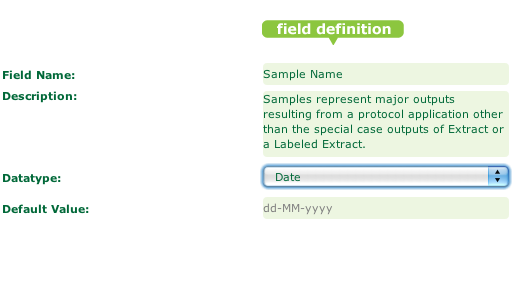 field definition
Field Name:
Sample Name
Description:
Samples represent major outputs
resulting from a protocol application other
than the special case outputs of Extract or
a Labeled Extract.
Datatype:
Date
Default Value:
dd-MM-yyyy